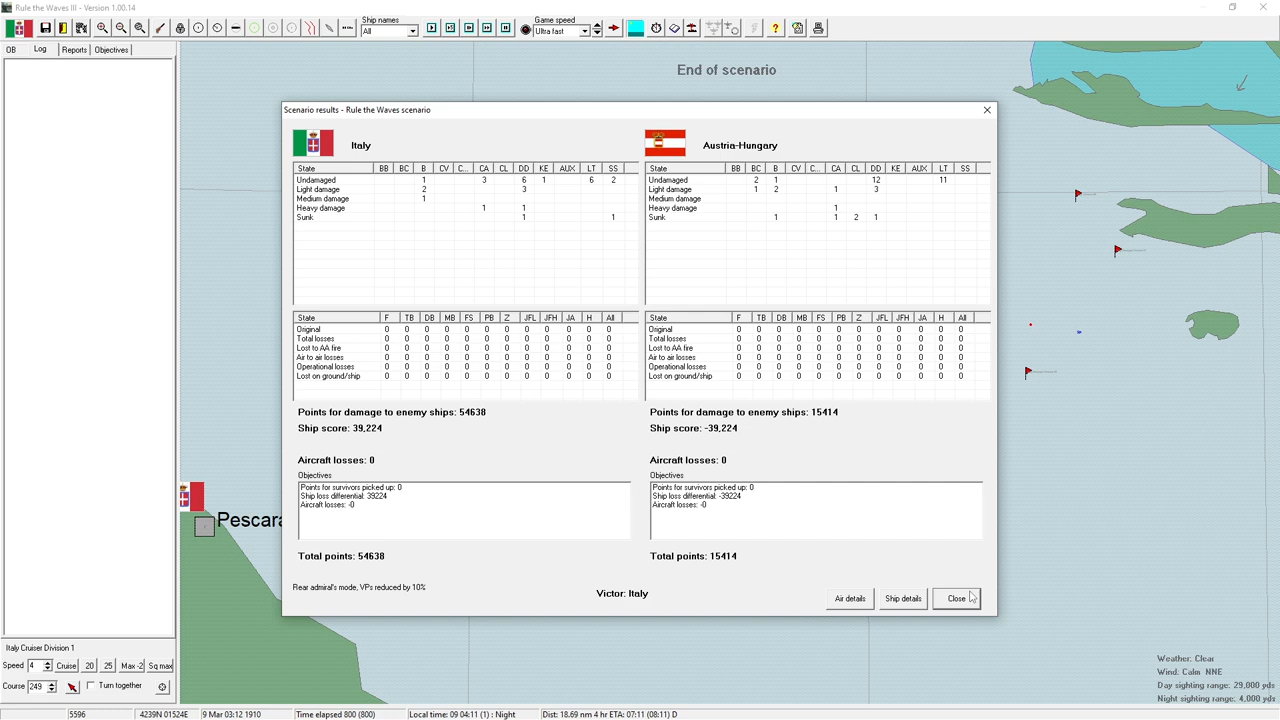 Rule the Waves III - Version 1.00.14
Ship names
All
Game speed
Ultra fast
OB Log Reports Objectives
End of scenario
Scenario results - Rule the Waves scenario
Italy
State BB BC B CV C... CA CL DD KE AUX LT SS
Undamaged 1 3 6 1 6 2
Light damage 2 3
Medium damage 1
Heavy damage 1 1
Sunk 1 1
State F TB DB MB FS PB Z JFL JFH JA H All
Original 0 0 0 0 0 0 0 0 0 0 0 0
Total losses 0 0 0 0 0 0 0 0 0 0 0 0
Lost to AA fire 0 0 0 0 0 0 0 0 0 0 0 0
Air to air losses 0 0 0 0 0 0 0 0 0 0 0 0
Operational losses 0 0 0 0 0 0 0 0 0 0 0 0
Lost on ground/ship 0 0 0 0 0 0 0 0 0 0 0 0
Points for damage to enemy ships: 54638
Ship score: 39,224
Aircraft losses: 0
Objectives
Points for survivors picked up: 0
Ship loss differential: 39224
Aircraft losses: -0
Total points: 54638
Austria-Hungary
State BB BC B CV C... CA CL DD KE AUX LT SS
Undamaged 2 1 12 11
Light damage 1 2 1 3
Medium damage
Heavy damage 1
Sunk 1 1 2 1
State F TB DB MB FS PB Z JFL JFH JA H All
Original 0 0 0 0 0 0 0 0 0 0 0 0
Total losses 0 0 0 0 0 0 0 0 0 0 0 0
Lost to AA fire 0 0 0 0 0 0 0 0 0 0 0 0
Air to air losses 0 0 0 0 0 0 0 0 0 0 0 0
Operational losses 0 0 0 0 0 0 0 0 0 0 0 0
Lost on ground/ship 0 0 0 0 0 0 0 0 0 0 0 0
Points for damage to enemy ships: 15414
Ship score: -39,224
Aircraft losses: 0
Objectives
Points for survivors picked up: 0
Ship loss differential: -39224
Aircraft losses: -0
Total points: 15414
Rear admiral's mode, VPs reduced by 10%
Victor: Italy
Air details Ship details Close
Pescara
Italy Cruiser Division 1
Speed 4 Cruise 20 25 Max -2 Sq max
Course 249 Turn together
Weather: Clear
Wind: Calm NNE
Day sighting range: 29,000 yds
Night sighting range: 4,000 yds
5596 4239N 01524E 9 Mar 03:12 1910 Time elapsed 800 (800) Local time: 09 04:11 (1) : Night Dist: 18.69 nm 4 hr ETA: 07:11 (08:11) D